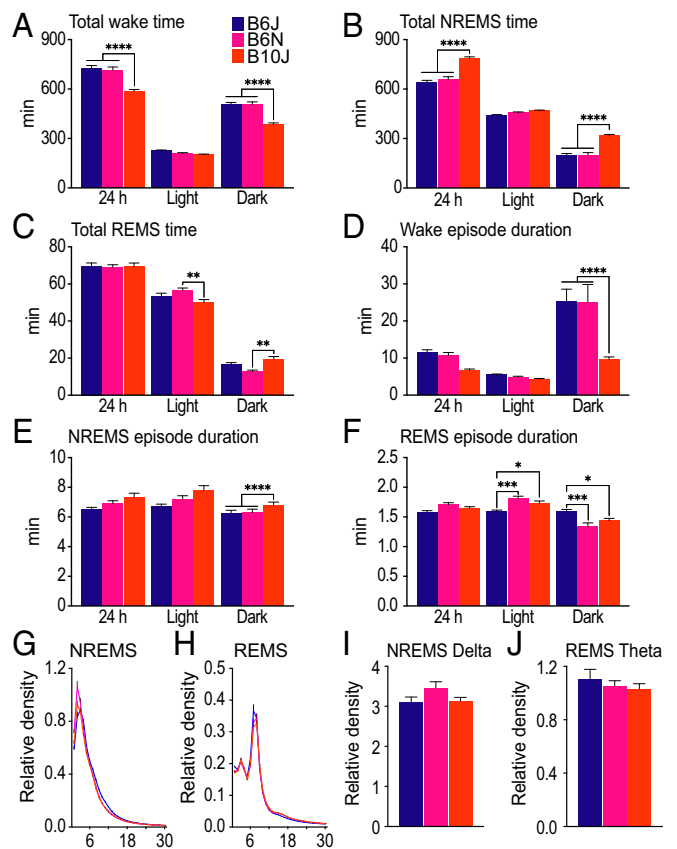 A Total wake time
B6J
B6N
B10J
900
600
300
0
min
****
****
24 h Light Dark
B Total NREMS time
900
600
300
0
min
****
****
24 h Light Dark
C Total REMS time
80
60
40
20
0
min
**
**
24 h Light Dark
D Wake episode duration
40
30
20
10
0
min
****
24 h Light Dark
E NREMS episode duration
10
8
6
4
2
0
min
****
24 h Light Dark
F REMS episode duration
2.5
2.0
1.5
1.0
0.5
0.0
min
*
***
*
***
24 h Light Dark
G NREMS
1.2
0.8
0.4
0.0
Relative density
6 18 30
H REMS
0.5
0.4
0.3
0.2
0.1
0.0
Relative density
6 18 30
I NREMS Delta
4
3
2
1
0
Relative density
J REMS Theta
1.2
0.8
0.4
0.0
Relative density